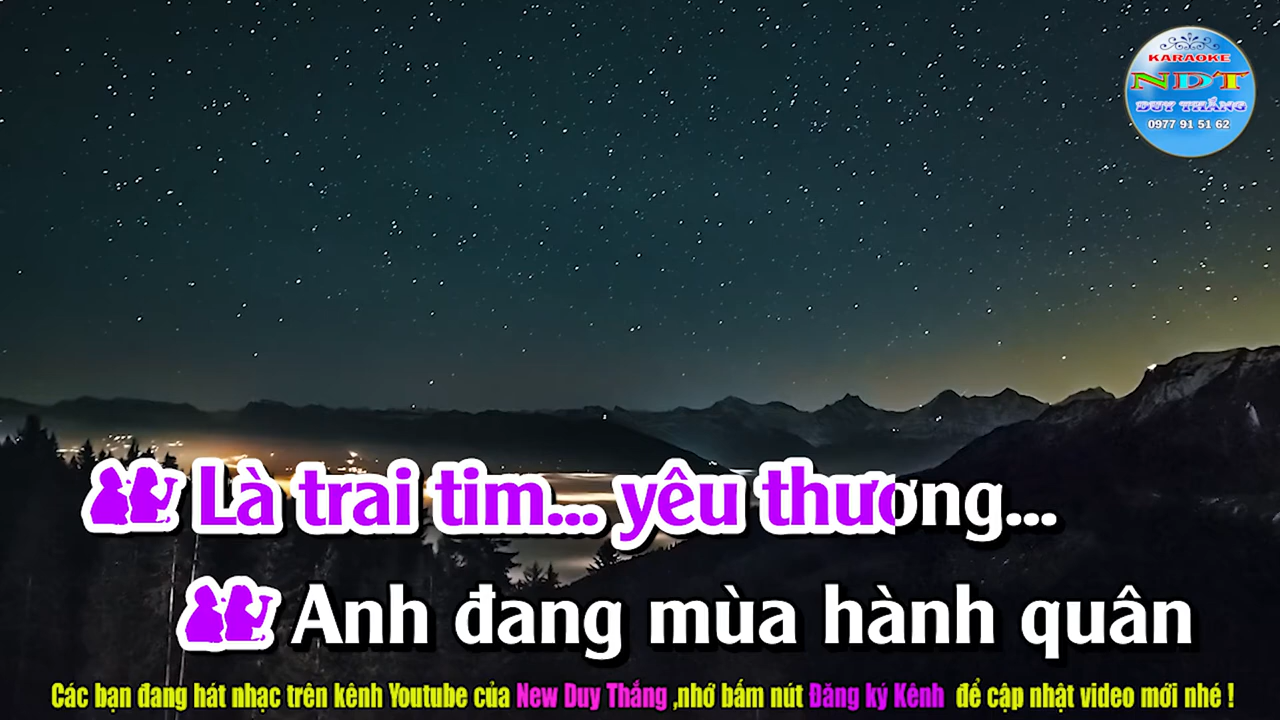 KARAOKE
NDT
DUY THẮNG
0977 91 51 62
Là trai tim... yêu thương...
Anh đang mùa hành quân
Các bạn đang hát nhạc trên kênh Youtube của New Duy Thắng ,nhớ bấm nút Đăng ký Kênh để cập nhật video mới nhé !